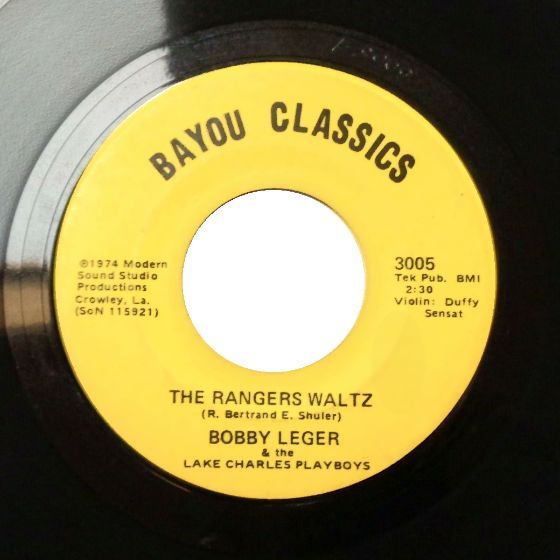 BAYOU CLASSICS
℗1974 Modern
Sound Studio
Productions
Crowley, La.
(SoN 115921)
3005
Tek Pub. BMI
2:30
Violin: Duffy
Sensat
THE RANGERS WALTZ
(R. Bertrand E. Shuler)
BOBBY LEGER
& the
LAKE CHARLES PLAYBOYS